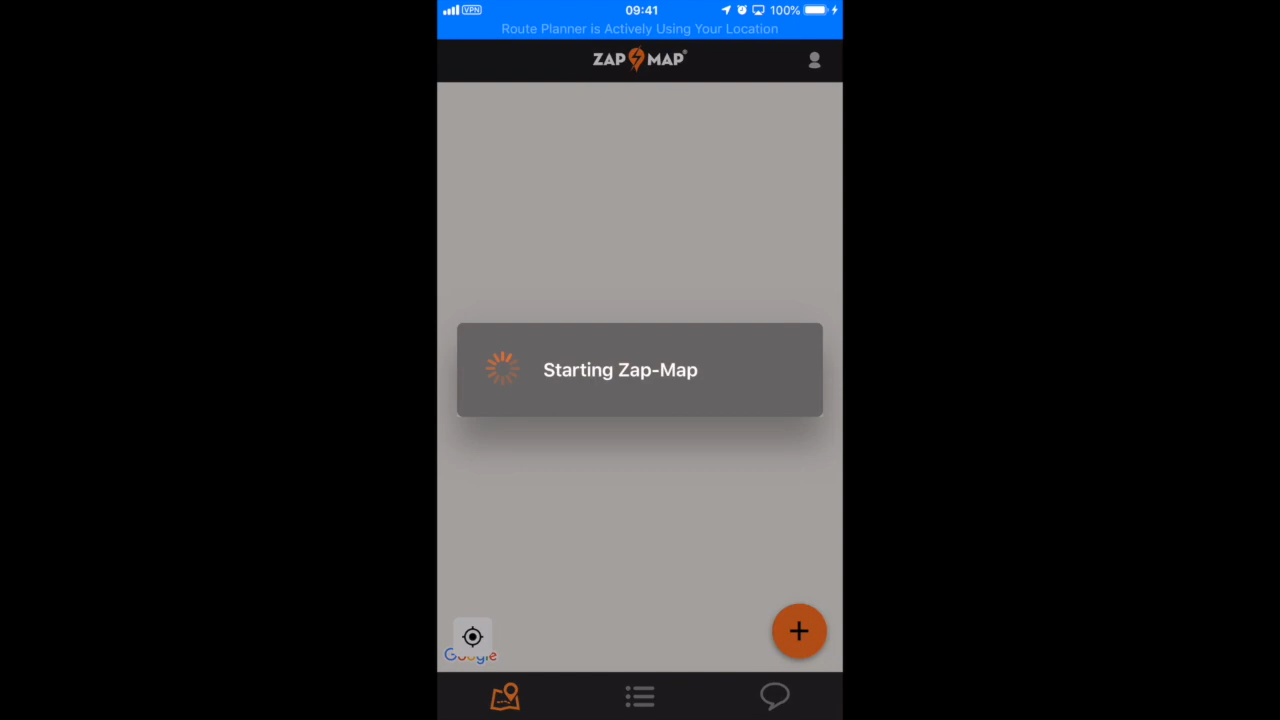 VPN 09:41 100%
Route Planner is Actively Using Your Location
ZAP MAP®
Starting Zap-Map
Google